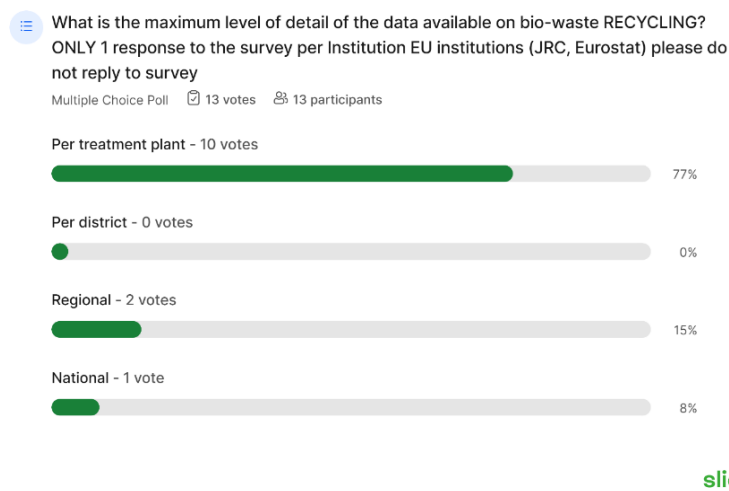 What is the maximum level of detail of the data available on bio-waste RECYCLING?
ONLY 1 response to the survey per Institution EU institutions (JRC, Eurostat) please do
not reply to survey
Multiple Choice Poll 13 votes 13 participants
Per treatment plant - 10 votes
77%
Per district - 0 votes
0%
Regional - 2 votes
15%
National - 1 vote
8%
sli